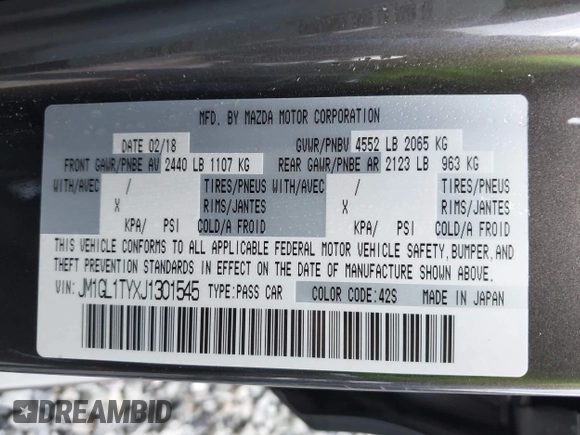 MFD. BY MAZDA MOTOR CORPORATION
DATE 02/18 GVWR/PNBV 4552 LB 2065 KG
FRONT GAWR/PNBE AV 2440 LB 1107 KG REAR GAWR/PNBE AR 2123 LB 963 KG
WITH/AVEC / TIRES/PNEUS WITH/AVEC / TIRES/PNEUS
X RIMS/JANTES X RIMS/JANTES
KPA/ PSI COLD/A FROID KPA/ PSI COLD/A FROID
THIS VEHICLE CONFORMS TO ALL APPLICABLE FEDERAL MOTOR VEHICLE SAFETY, BUMPER, AND
THEFT PREVENTION STANDARDS IN EFFECT ON THE DATE OF MANUFACTURE SHOWN ABOVE.
VIN: JM1GL1TYXJ1301545 TYPE: PASS CAR COLOR CODE: 42S MADE IN JAPAN
DREAMBID